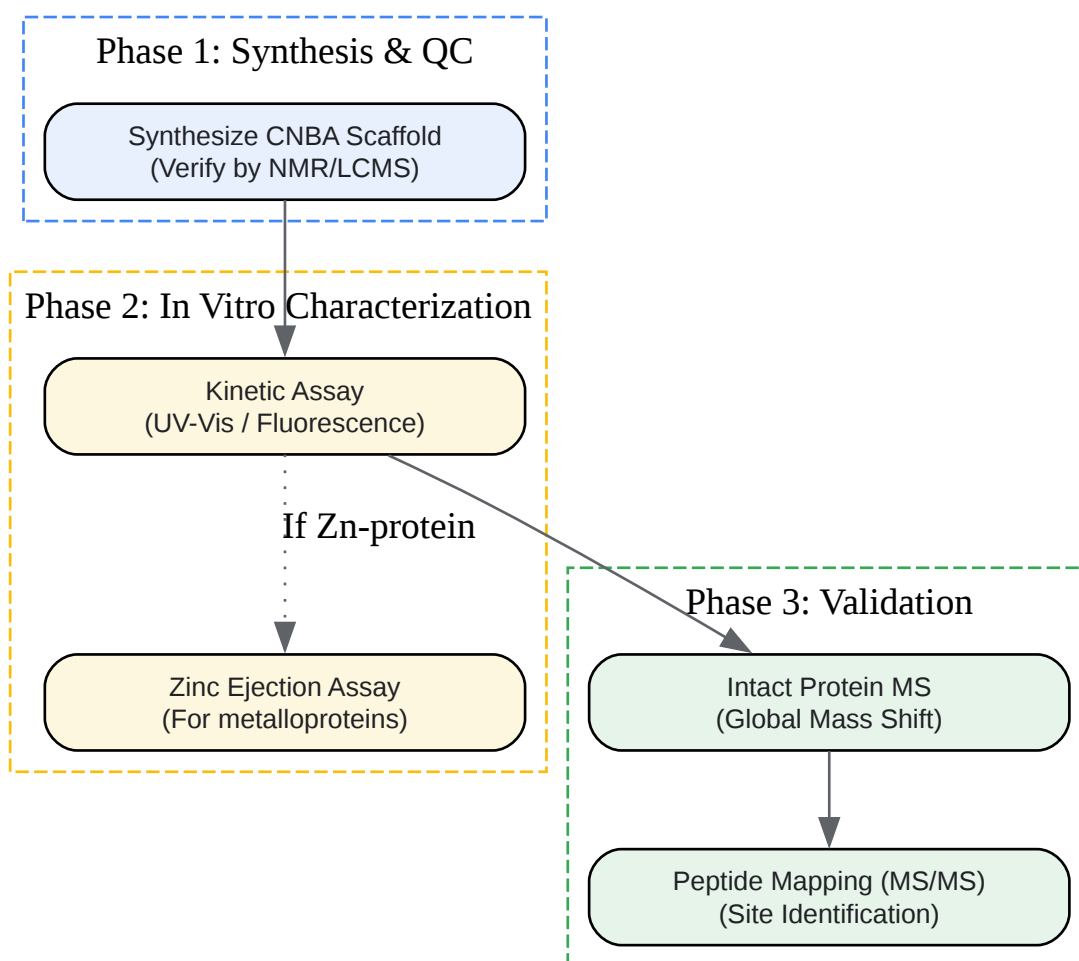 Phase 1: Synthesis & QC
Synthesize CNBA Scaffold
(Verify by NMR/LCMS)
Phase 2: In Vitro Characterization
Kinetic Assay
(UV-Vis / Fluorescence)
If Zn-protein
Zinc Ejection Assay
(For metalloproteins)
Phase 3: Validation
Intact Protein MS
(Global Mass Shift)
Peptide Mapping (MS/MS)
(Site Identification)